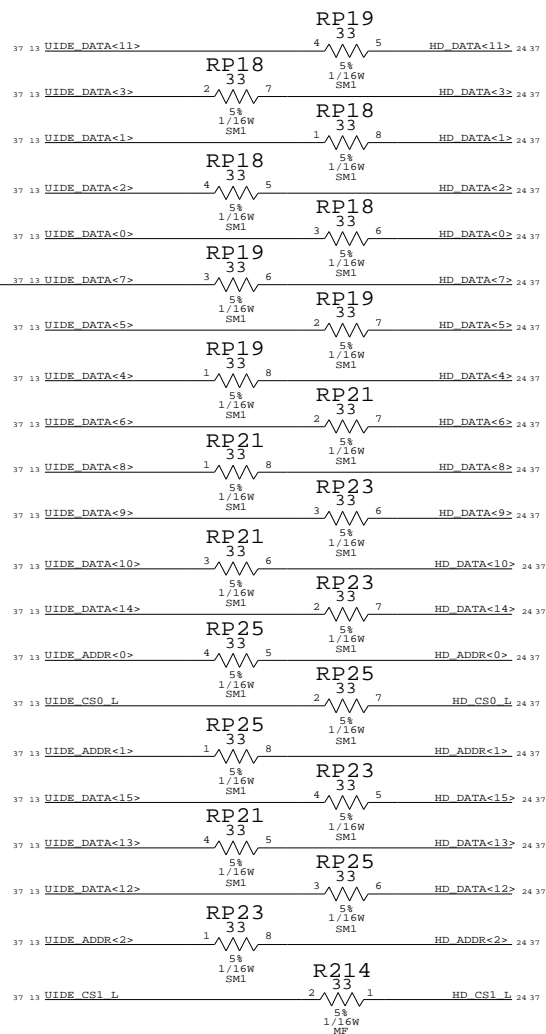 RP19
33
37 13 UIDE_DATA<11> 4 5 HD_DATA<11> 24 37
5%
1/16W
SM1
RP18
33
37 13 UIDE_DATA<3> 2 7 HD_DATA<3> 24 37
5%
1/16W
SM1
RP18
33
37 13 UIDE_DATA<1> 1 8 HD_DATA<1> 24 37
5%
1/16W
SM1
RP18
33
37 13 UIDE_DATA<2> 4 5 HD_DATA<2> 24 37
5%
1/16W
SM1
RP18
33
37 13 UIDE_DATA<0> 3 6 HD_DATA<0> 24 37
5%
1/16W
SM1
RP19
33
37 13 UIDE_DATA<7> 3 6 HD_DATA<7> 24 37
5%
1/16W
SM1
RP19
33
37 13 UIDE_DATA<5> 2 7 HD_DATA<5> 24 37
5%
1/16W
SM1
RP19
33
37 13 UIDE_DATA<4> 1 8 HD_DATA<4> 24 37
5%
1/16W
SM1
RP21
33
37 13 UIDE_DATA<6> 2 7 HD_DATA<6> 24 37
5%
1/16W
SM1
RP21
33
37 13 UIDE_DATA<8> 1 8 HD_DATA<8> 24 37
5%
1/16W
SM1
RP23
33
37 13 UIDE_DATA<9> 3 6 HD_DATA<9> 24 37
5%
1/16W
SM1
RP21
33
37 13 UIDE_DATA<10> 3 6 HD_DATA<10> 24 37
5%
1/16W
SM1
RP23
33
37 13 UIDE_DATA<14> 2 7 HD_DATA<14> 24 37
5%
1/16W
SM1
RP25
33
37 13 UIDE_ADDR<0> 4 5 HD_ADDR<0> 24 37
5%
1/16W
SM1
RP25
33
37 13 UIDE_CS0_L 2 7 HD_CS0_L 24 37
5%
1/16W
SM1
RP25
33
37 13 UIDE_ADDR<1> 1 8 HD_ADDR<1> 24 37
5%
1/16W
SM1
RP23
33
37 13 UIDE_DATA<15> 4 5 HD_DATA<15> 24 37
5%
1/16W
SM1
RP21
33
37 13 UIDE_DATA<13> 4 5 HD_DATA<13> 24 37
5%
1/16W
SM1
RP25
33
37 13 UIDE_DATA<12> 3 6 HD_DATA<12> 24 37
5%
1/16W
SM1
RP23
33
37 13 UIDE_ADDR<2> 1 8 HD_ADDR<2> 24 37
5%
1/16W
SM1
R214
33
37 13 UIDE_CS1_L 2 1 HD_CS1_L 24 37
5%
1/16W
MF